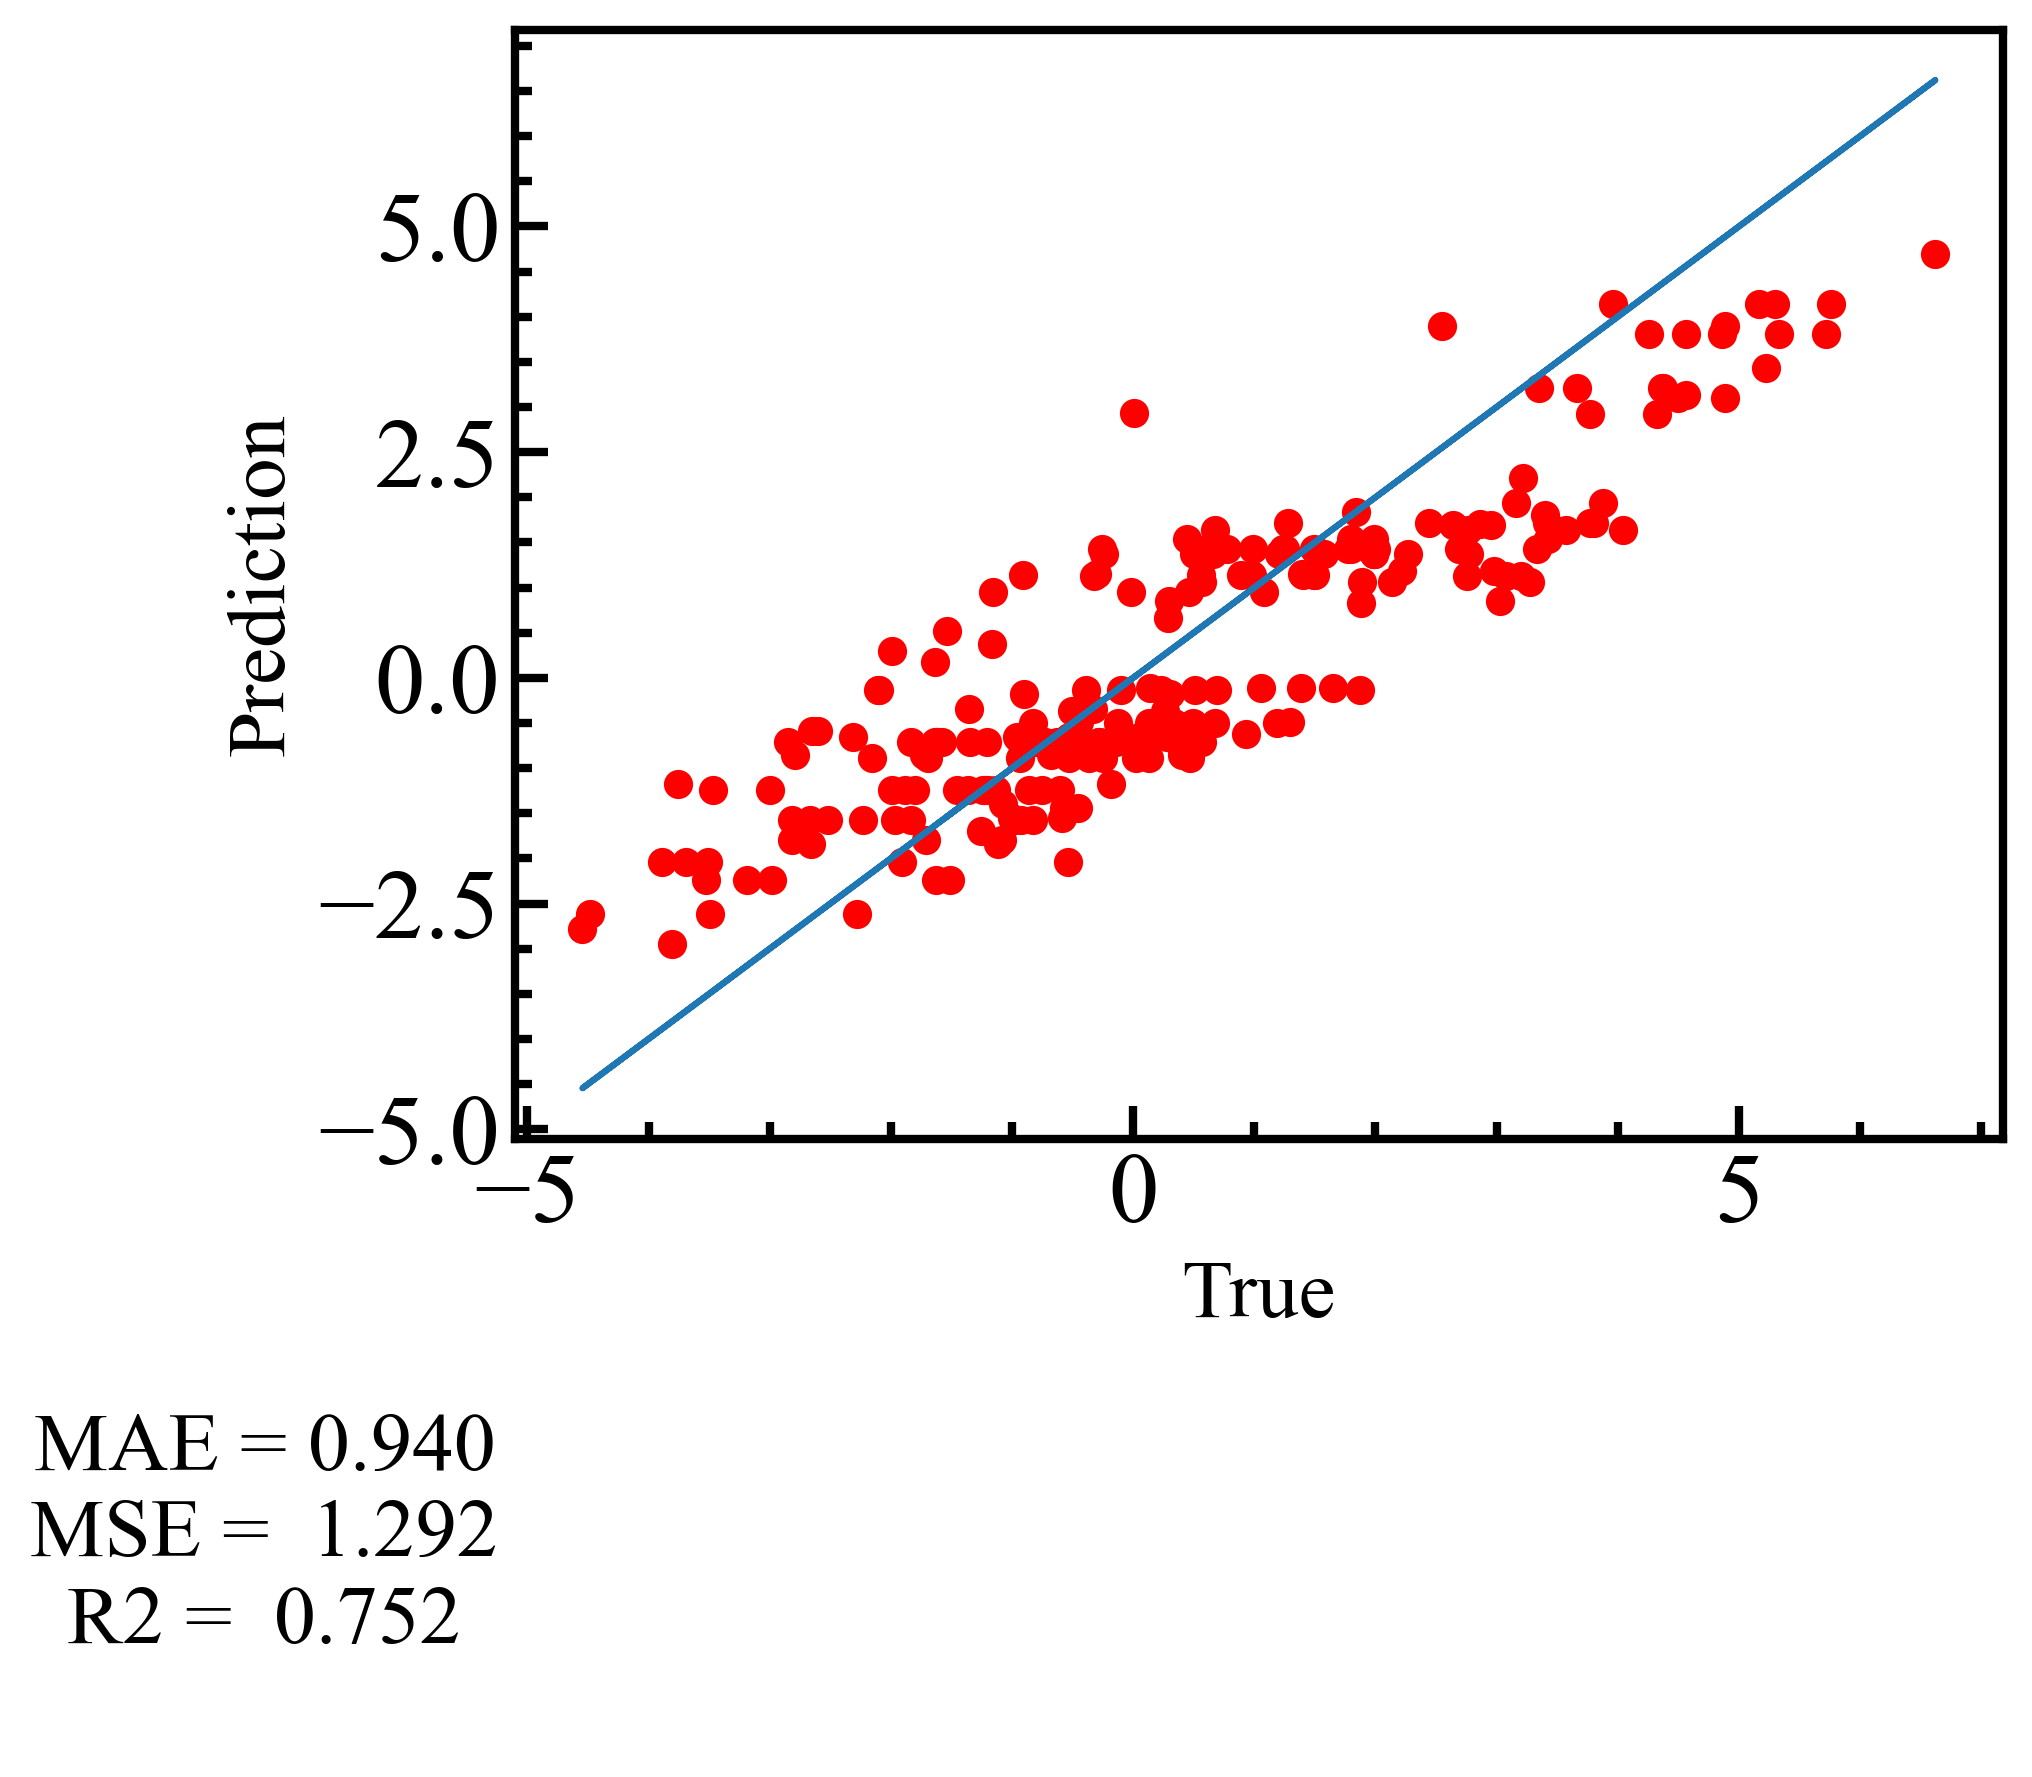 5.0
2.5
0.0
−2.5
−5.0
Prediction
−5
0
5
True
MAE = 0.940
MSE = 1.292
R2 = 0.752